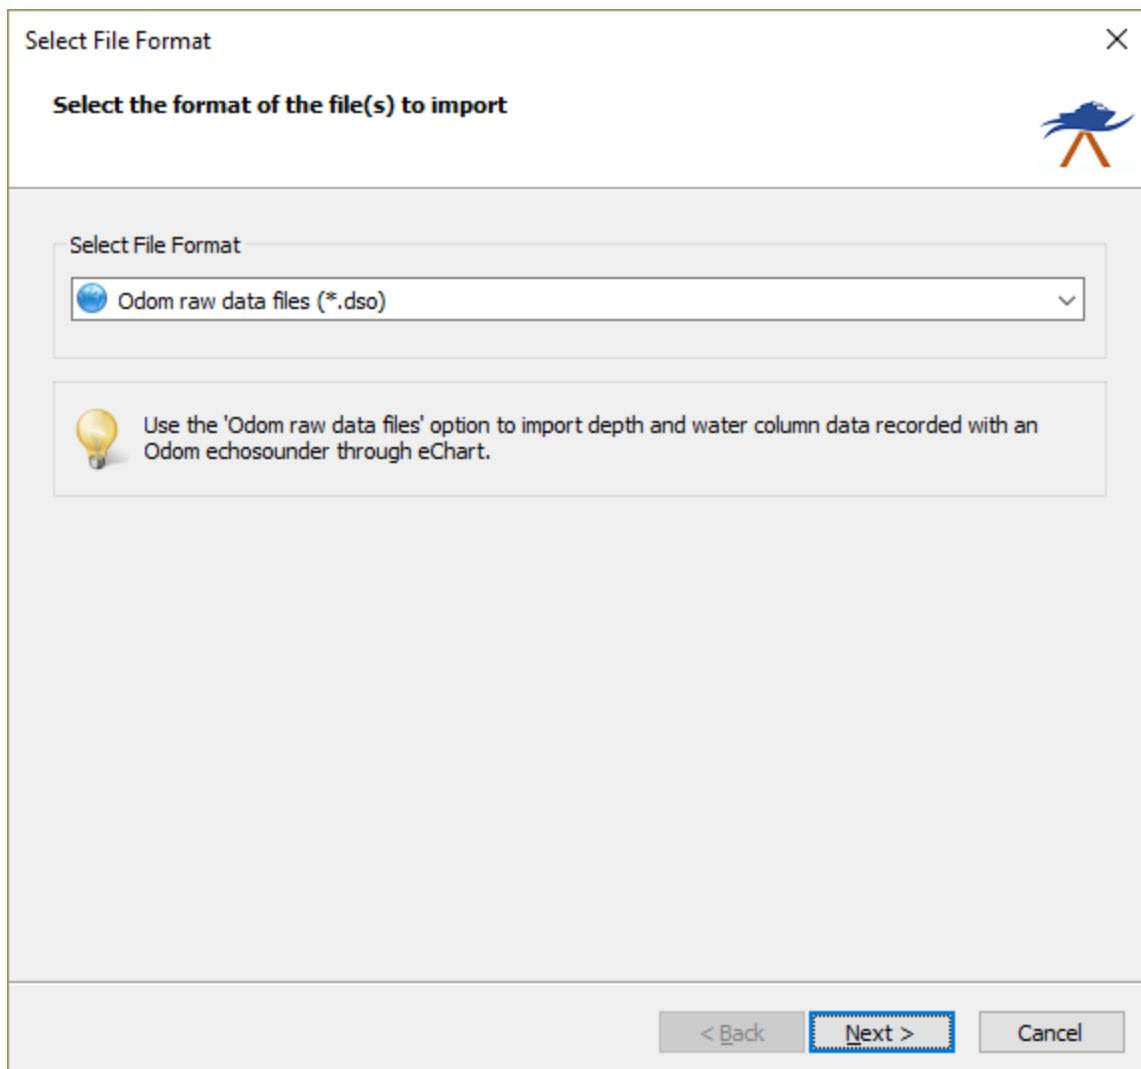 Select File Format
Select the format of the file(s) to import
Select File Format
Odom raw data files (*.dso)
Use the 'Odom raw data files' option to import depth and water column data recorded with an
Odom echosounder through eChart.
< Back
Next >
Cancel